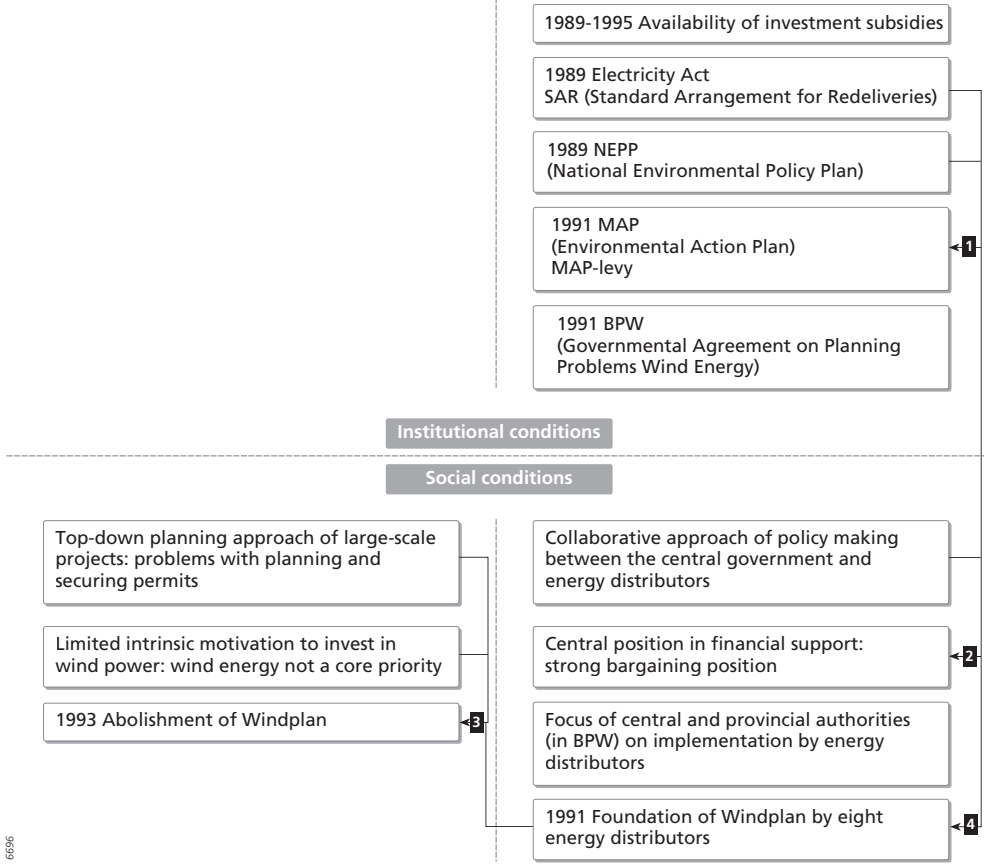 1989-1995 Availability of investment subsidies
1989 Electricity Act
SAR (Standard Arrangement for Redeliveries)
1989 NEPP
(National Environmental Policy Plan)
1991 MAP
(Environmental Action Plan)
MAP-levy
1
1991 BPW
(Governmental Agreement on Planning
Problems Wind Energy)
Institutional conditions
Social conditions
Top-down planning approach of large-scale
projects: problems with planning and
securing permits
Limited intrinsic motivation to invest in
wind power: wind energy not a core priority
1993 Abolishment of Windplan
3
Collaborative approach of policy making
between the central government and
energy distributors
Central position in financial support:
strong bargaining position
2
Focus of central and provincial authorities
(in BPW) on implementation by energy
distributors
1991 Foundation of Windplan by eight
energy distributors
4
6696